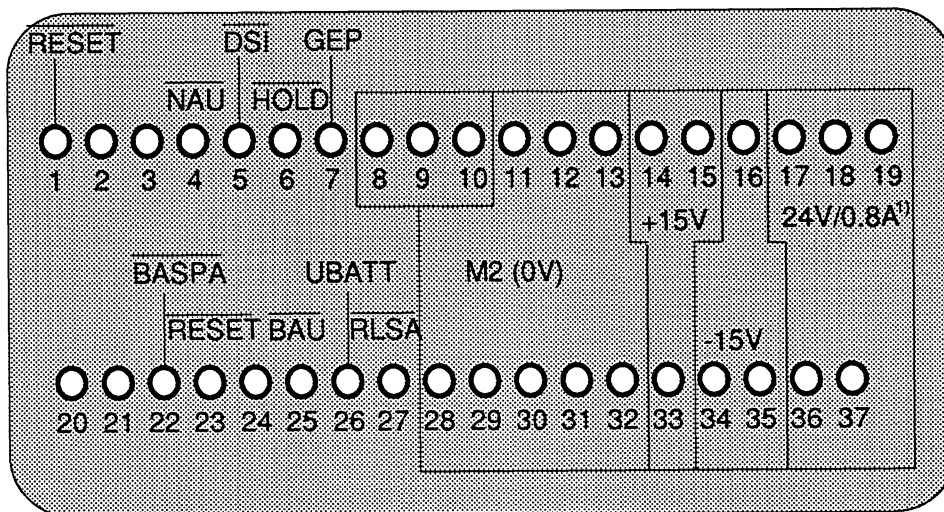 RESET DSI GEP
NAU HOLD
1 2 3 4 5 6 7 8 9 10 11 12 13 14 15 16 17 18 19
+15V 24V/0.8A¹⁾
BASPA UBATT M2 (0V)
RESET BAU RLSA
-15V
20 21 22 23 24 25 26 27 28 29 30 31 32 33 34 35 36 37